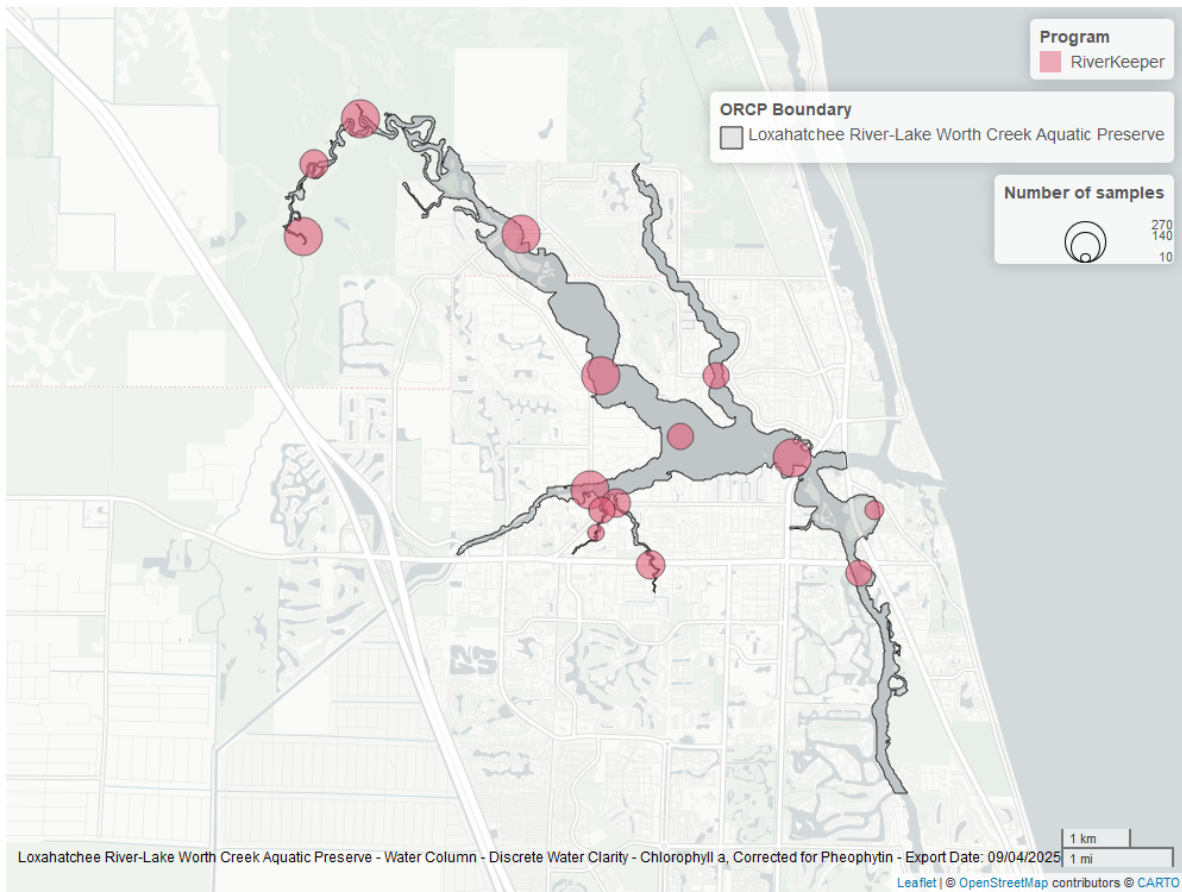 Program
RiverKeeper
ORCP Boundary
Loxahatchee River-Lake Worth Creek Aquatic Preserve
Number of samples
270
140
10
1 km
1 mi
Loxahatchee River-Lake Worth Creek Aquatic Preserve - Water Column - Discrete Water Clarity - Chlorophyll a, Corrected for Pheophytin - Export Date: 09/04/2025
Leaflet | © OpenStreetMap contributors © CARTO